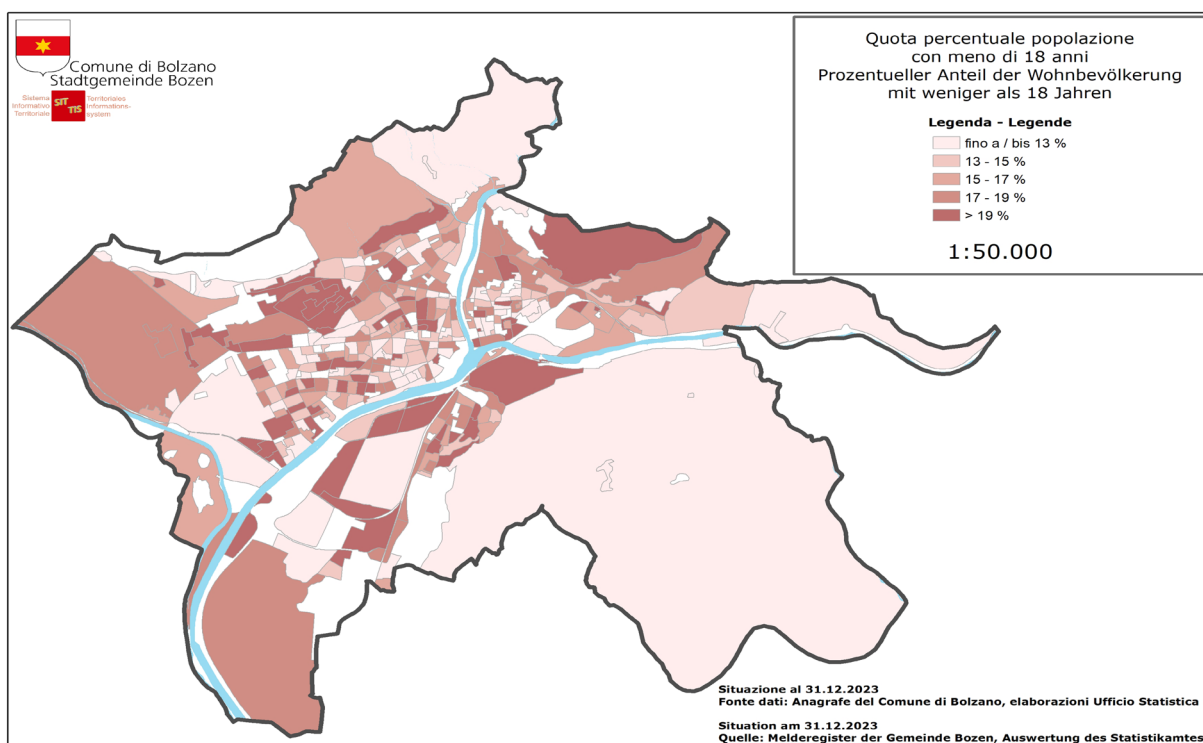 Comune di Bolzano
Stadtgemeinde Bozen
Sistema
Informativo
Territoriale
SIT
TIS
Territoriales
Informations-
system
Quota percentuale popolazione
con meno di 18 anni
Prozentueller Anteil der Wohnbevölkerung
mit weniger als 18 Jahren
Legenda - Legende
fino a / bis 13 %
13 - 15 %
15 - 17 %
17 - 19 %
> 19 %
1:50.000
Situazione al 31.12.2023
Fonte dati: Anagrafe del Comune di Bolzano, elaborazioni Ufficio Statistica
Situation am 31.12.2023
Quelle: Melderegister der Gemeinde Bozen, Auswertung des Statistikamtes